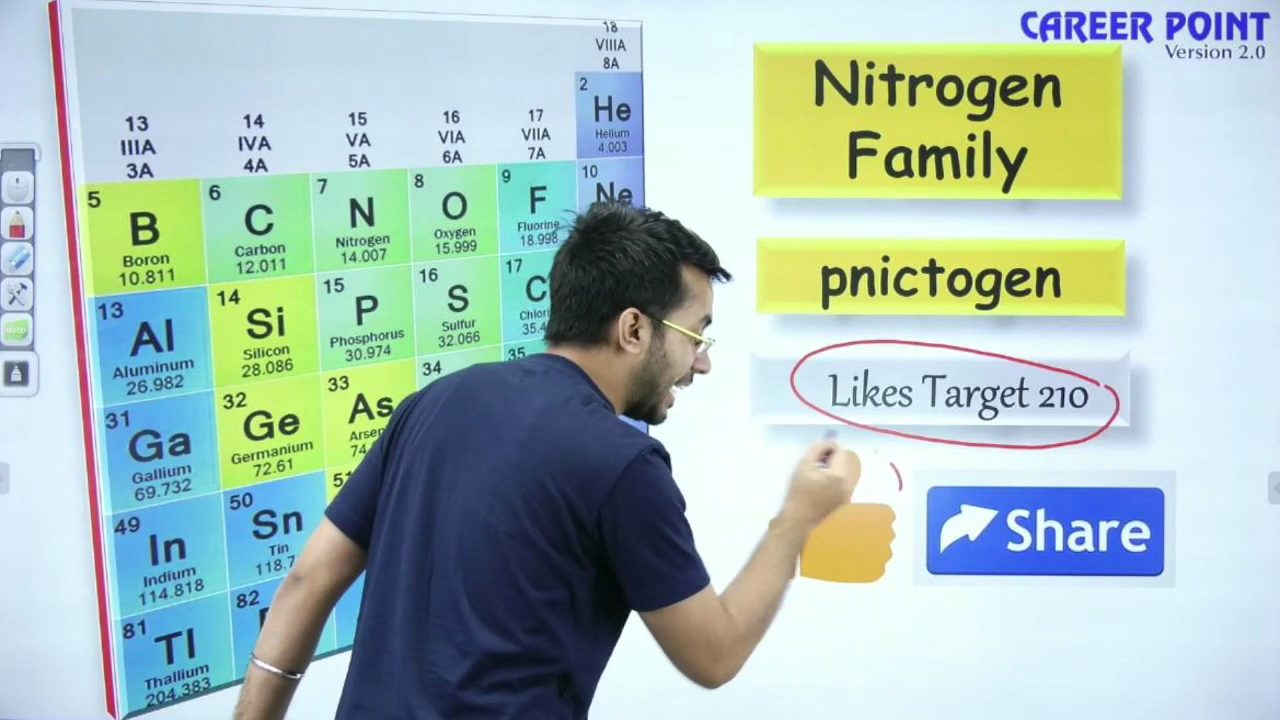 CAREER POINT
Version 2.0
Nitrogen
Family
pnictogen
Likes Target 210
Share
18
VIIIA
8A
13
IIIA
3A
14
IVA
4A
15
VA
5A
16
VIA
6A
17
VIIA
7A
2
He
Helium
4.003
5
B
Boron
10.811
6
C
Carbon
12.011
7
N
Nitrogen
14.007
8
O
Oxygen
15.999
9
F
Fluorine
18.998
10
Ne
13
Al
Aluminum
26.982
14
Si
Silicon
28.086
15
P
Phosphorus
30.974
16
S
Sulfur
32.066
17
31
Ga
Gallium
69.732
32
Ge
Germanium
72.61
33
As
34
35
49
In
Indium
114.818
50
Sn
Tin
118.7
51
81
Tl
Thallium
204.383
82